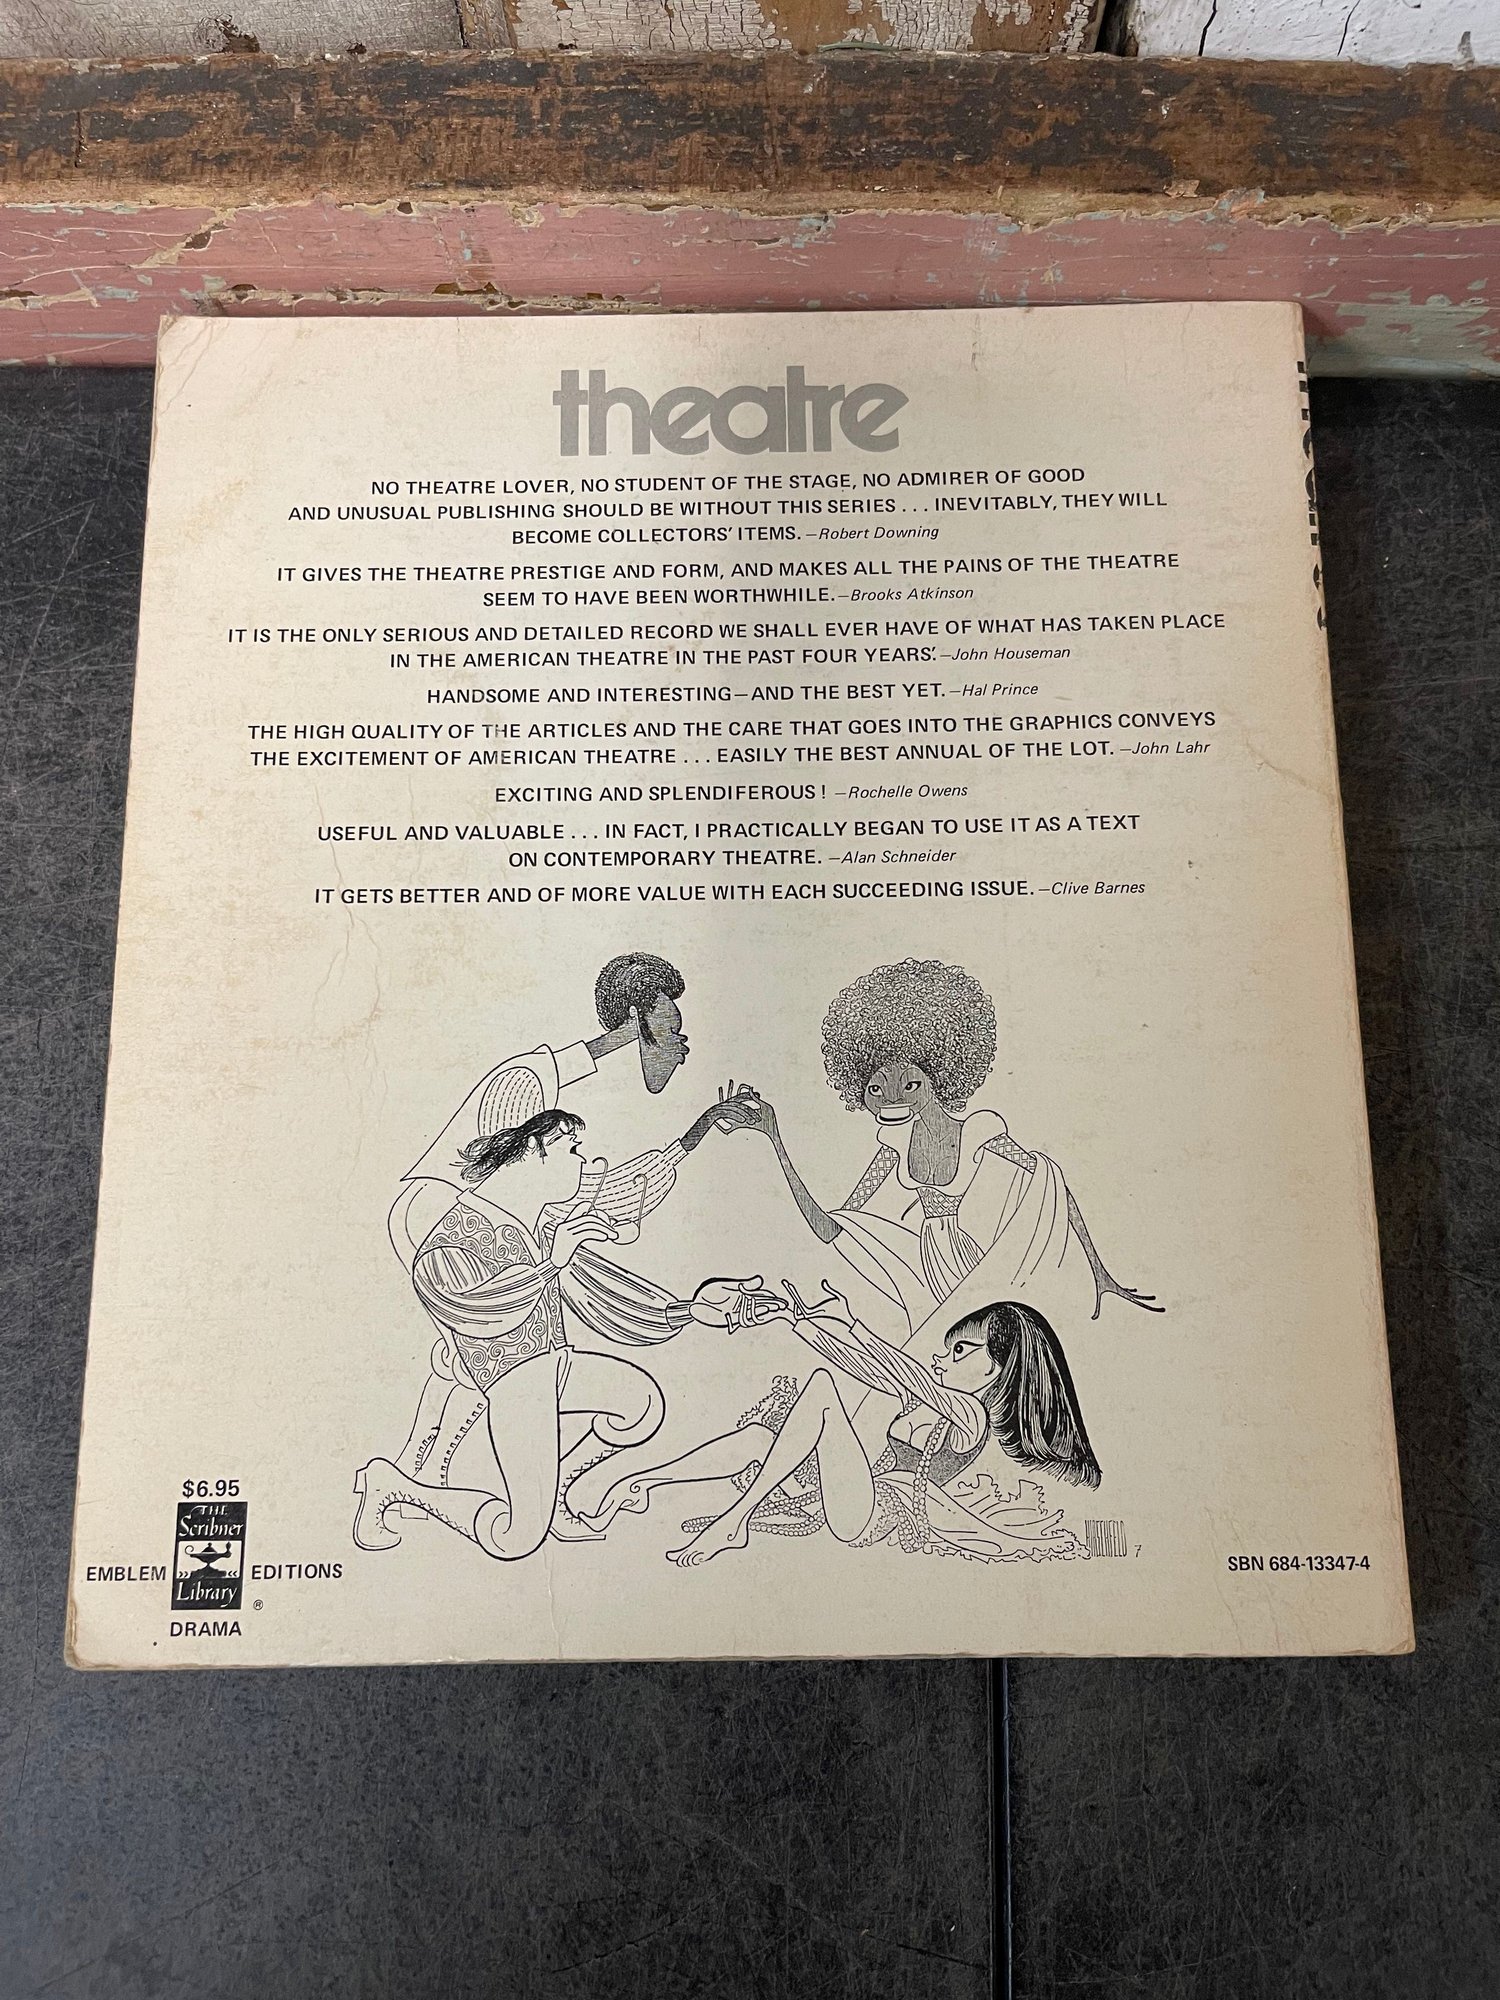 theatre
NO THEATRE LOVER, NO STUDENT OF THE STAGE, NO ADMIRER OF GOOD
AND UNUSUAL PUBLISHING SHOULD BE WITHOUT THIS SERIES . . . INEVITABLY, THEY WILL
BECOME COLLECTORS' ITEMS. —Robert Downing
IT GIVES THE THEATRE PRESTIGE AND FORM, AND MAKES ALL THE PAINS OF THE THEATRE
SEEM TO HAVE BEEN WORTHWHILE. —Brooks Atkinson
IT IS THE ONLY SERIOUS AND DETAILED RECORD WE SHALL EVER HAVE OF WHAT HAS TAKEN PLACE
IN THE AMERICAN THEATRE IN THE PAST FOUR YEARS.' —John Houseman
HANDSOME AND INTERESTING—AND THE BEST YET. —Hal Prince
THE HIGH QUALITY OF THE ARTICLES AND THE CARE THAT GOES INTO THE GRAPHICS CONVEYS
THE EXCITEMENT OF AMERICAN THEATRE . . . EASILY THE BEST ANNUAL OF THE LOT. —John Lahr
EXCITING AND SPLENDIFEROUS ! —Rochelle Owens
USEFUL AND VALUABLE . . . IN FACT, I PRACTICALLY BEGAN TO USE IT AS A TEXT
ON CONTEMPORARY THEATRE. —Alan Schneider
IT GETS BETTER AND OF MORE VALUE WITH EACH SUCCEEDING ISSUE. —Clive Barnes
HIRSCHFELD 7
$6.95
THE
Scribner
Library
EMBLEM EDITIONS
®
DRAMA
SBN 684-13347-4